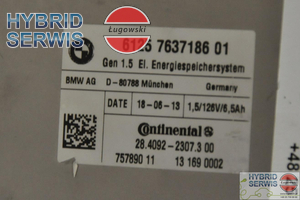 HYBRID
SERWIS
Ługowski
7637186 01
Gen 1.5 El. Energiespeichersystem
BMW AG D-80788 München Germany
DATE 18-06-13 1,5/126V/6,5Ah
Continental
28.4092-2307.3 00
757890 11 13 169 0002
+48
HYBRID
SERWIS